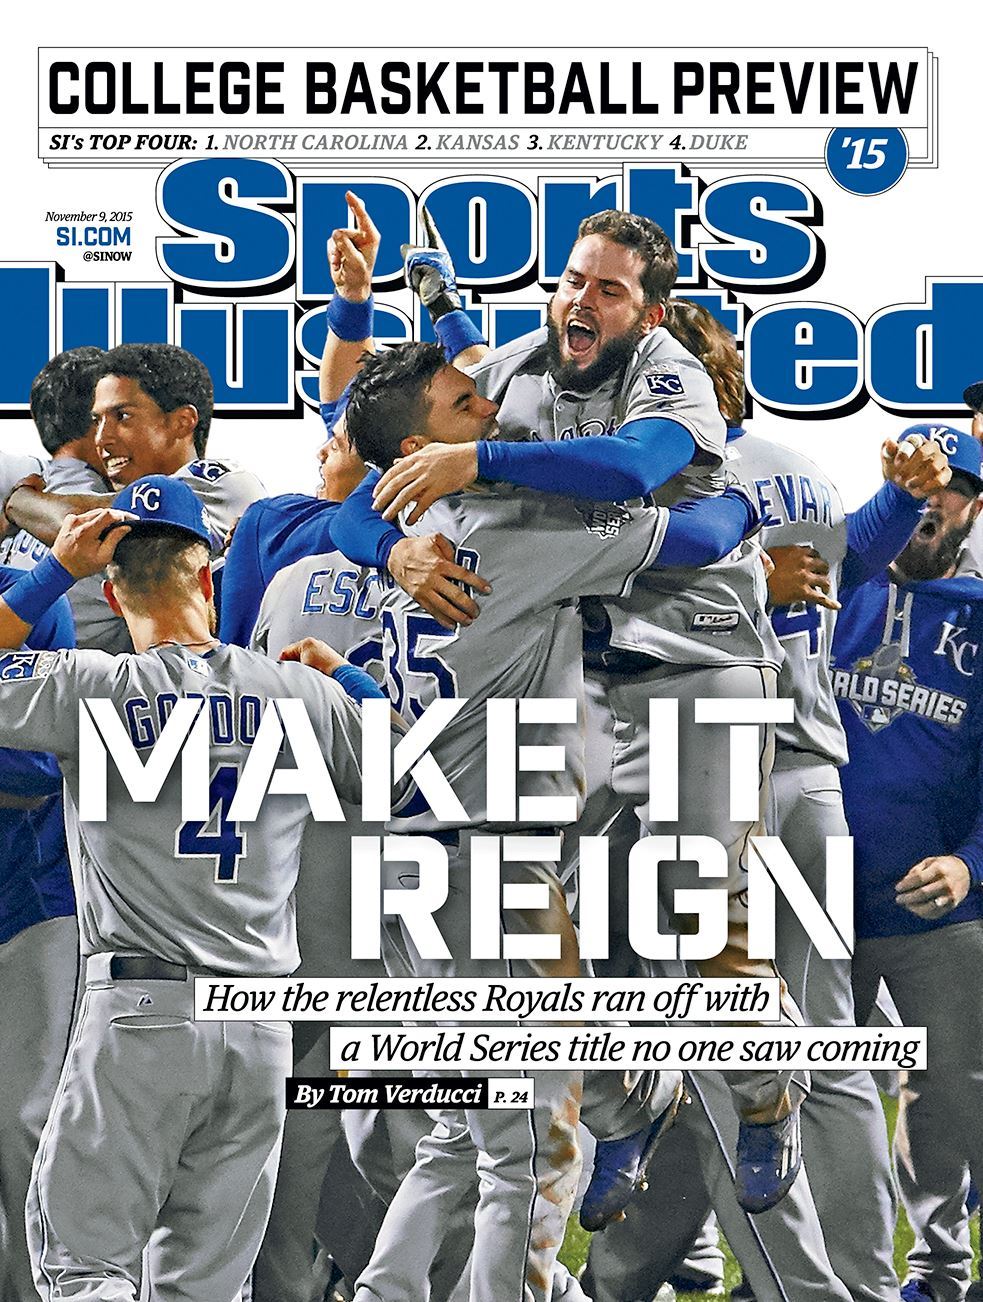 COLLEGE BASKETBALL PREVIEW
SI's TOP FOUR: 1. NORTH CAROLINA 2. KANSAS 3. KENTUCKY 4. DUKE
'15
Sports
Illustrated
November 9, 2015
SI.COM
@SINOW
KC
KC
KC
EVAR
4
ESC
35
WORLD SERIES
KC
GORDON
4
MAKE IT
REIGN
How the relentless Royals ran off with
a World Series title no one saw coming
By Tom Verducci P. 24